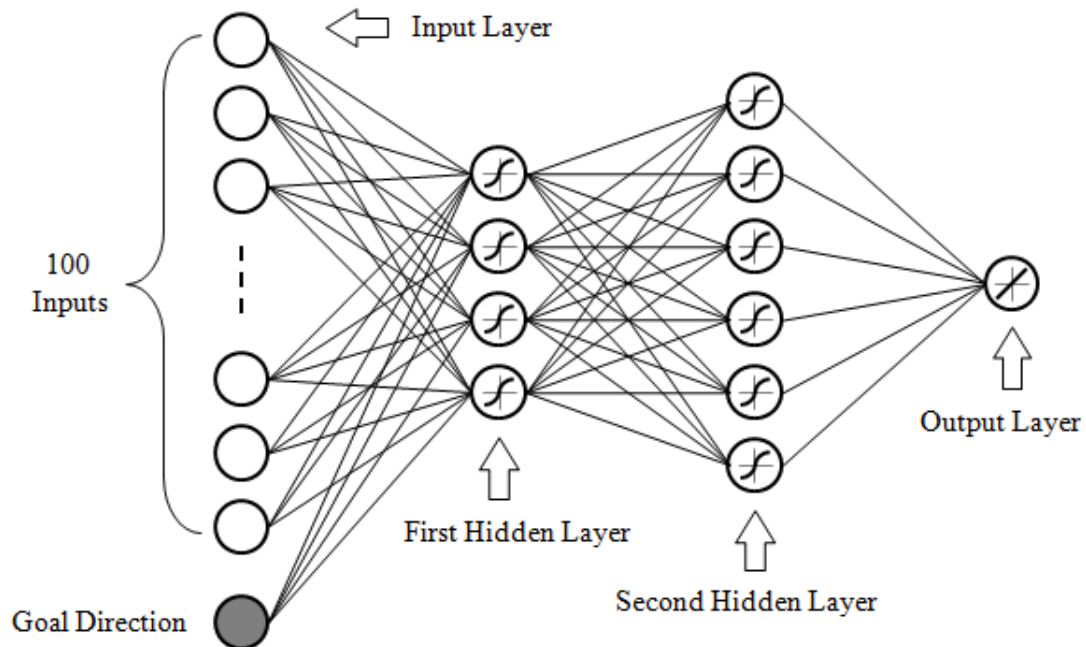 Input Layer
100
Inputs
Output Layer
First Hidden Layer
Second Hidden Layer
Goal Direction